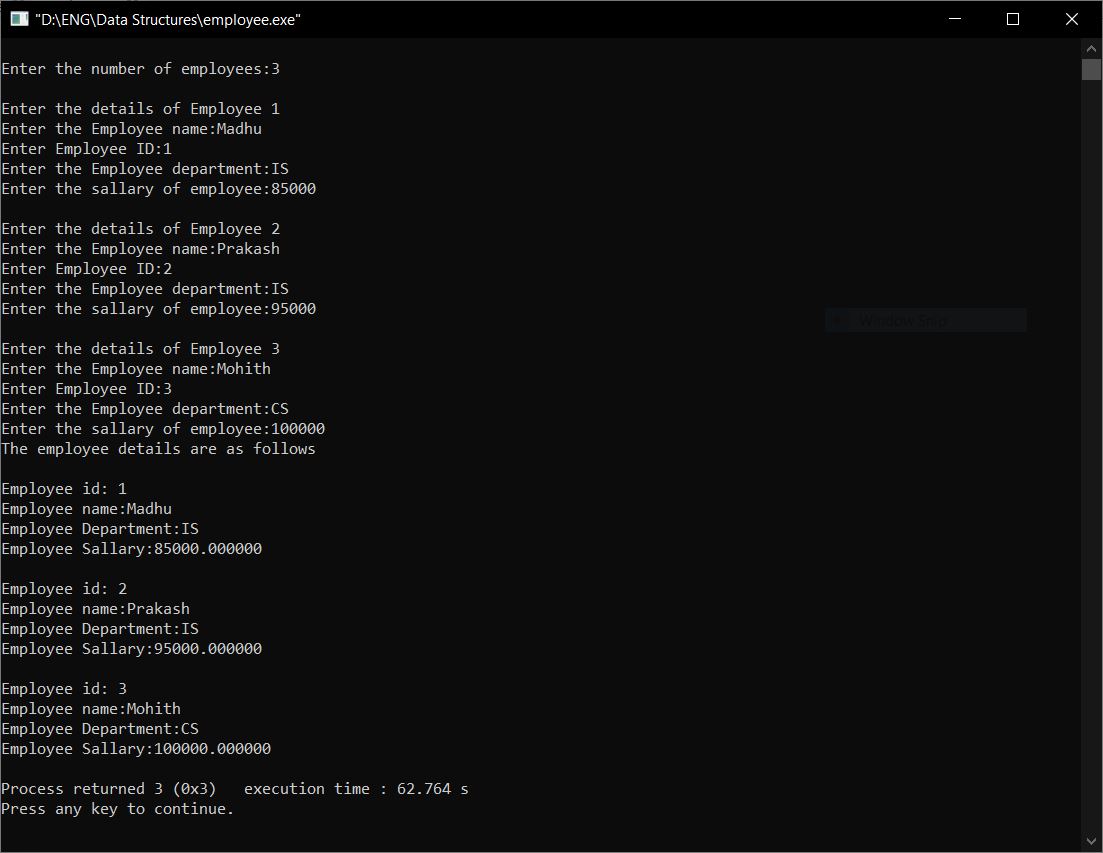 "D:\ENG\Data Structures\employee.exe"
Enter the number of employees:3
Enter the details of Employee 1
Enter the Employee name:Madhu
Enter Employee ID:1
Enter the Employee department:IS
Enter the sallary of employee:85000
Enter the details of Employee 2
Enter the Employee name:Prakash
Enter Employee ID:2
Enter the Employee department:IS
Enter the sallary of employee:95000
Window Snip
Enter the details of Employee 3
Enter the Employee name:Mohith
Enter Employee ID:3
Enter the Employee department:CS
Enter the sallary of employee:100000
The employee details are as follows
Employee id: 1
Employee name:Madhu
Employee Department:IS
Employee Sallary:85000.000000
Employee id: 2
Employee name:Prakash
Employee Department:IS
Employee Sallary:95000.000000
Employee id: 3
Employee name:Mohith
Employee Department:CS
Employee Sallary:100000.000000
Process returned 3 (0x3)   execution time : 62.764 s
Press any key to continue.